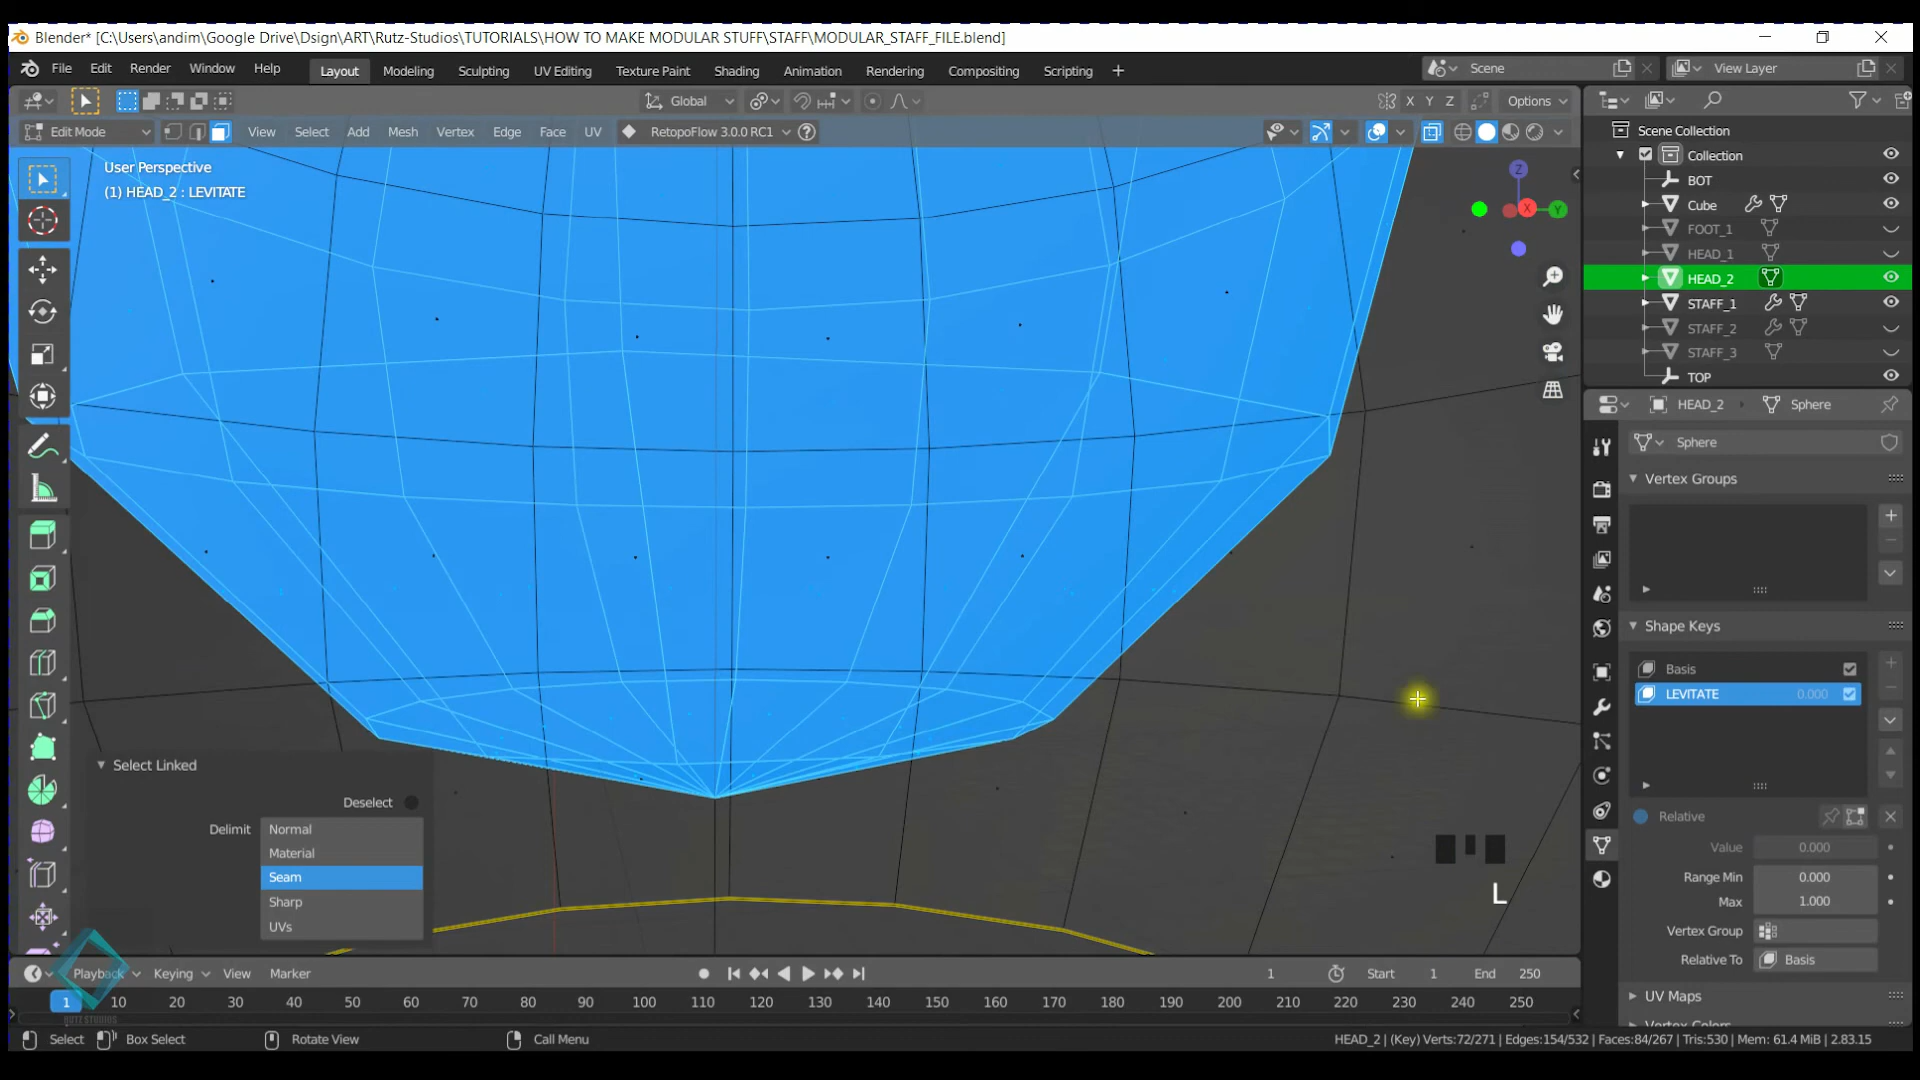 Blender* [C:\Users\andim\Google Drive\Dsign\ART\Rutz-Studios\TUTORIALS\HOW TO MAKE MODULAR STUFF\STAFF\MODULAR_STAFF_FILE.blend]
File Edit Render Window Help Layout Modeling Sculpting UV Editing Texture Paint Shading Animation Rendering Compositing Scripting + Scene View Layer
Global X Y Z Options
Edit Mode View Select Add Mesh Vertex Edge Face UV RetopoFlow 3.0.0 RC1
User Perspective
(1) HEAD_2 : LEVITATE
Z
X
Y
Scene Collection
Collection
BOT
Cube
FOOT_1
HEAD_1
HEAD_2
STAFF_1
STAFF_2
STAFF_3
TOP
HEAD_2 Sphere
Sphere
Vertex Groups
Shape Keys
Basis
LEVITATE 0.000
Relative
Value 0.000
Range Min 0.000
Max 1.000
Vertex Group
Relative To Basis
UV Maps
Vertex Colors
Select Linked
Deselect
Delimit Normal
Material
Seam
Sharp
UVs
L
Playback Keying View Marker 1 Start 1 End 250
1 10 20 30 40 50 60 70 80 90 100 110 120 130 140 150 160 170 180 190 200 210 220 230 240 250
RUTZ STUDIOS
Select Box Select Rotate View Call Menu HEAD_2 | (Key) Verts:72/271 | Edges:154/532 | Faces:84/267 | Tris:530 | Mem: 61.4 MiB | 2.83.15